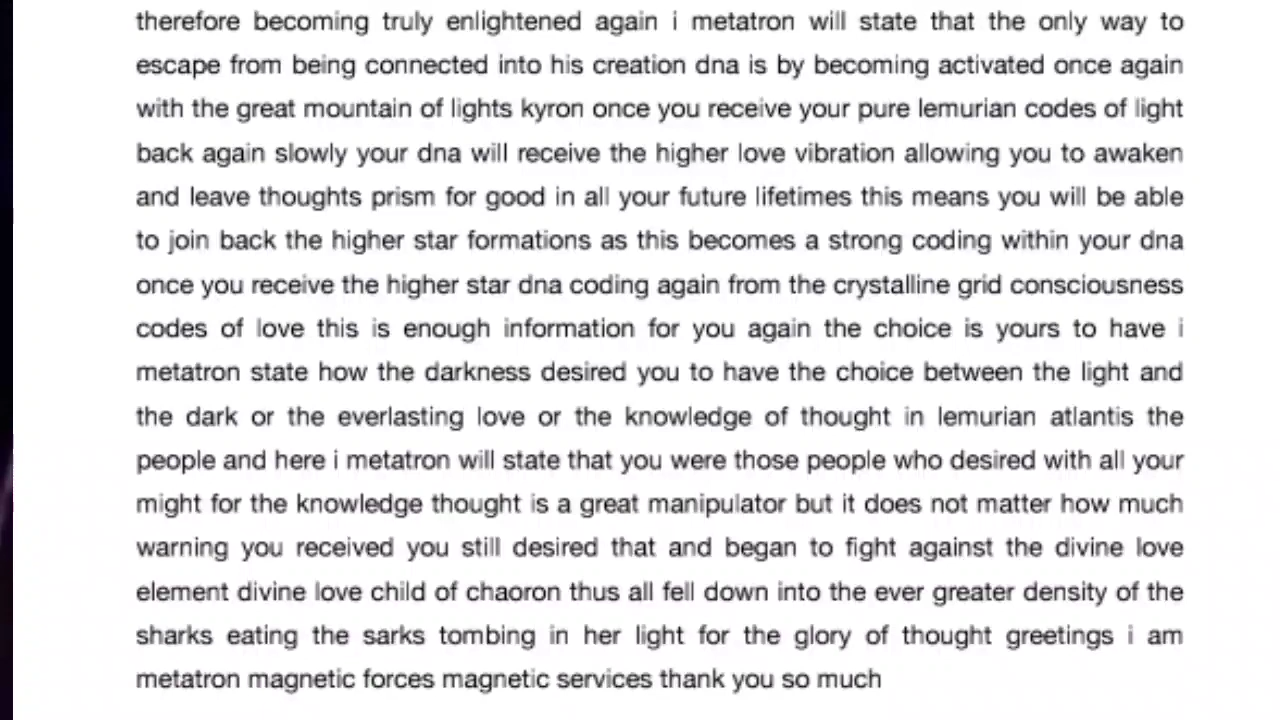 therefore becoming truly enlightened again i metatron will state that the only way to
escape from being connected into his creation dna is by becoming activated once again
with the great mountain of lights kyron once you receive your pure lemurian codes of light
back again slowly your dna will receive the higher love vibration allowing you to awaken
and leave thoughts prism for good in all your future lifetimes this means you will be able
to join back the higher star formations as this becomes a strong coding within your dna
once you receive the higher star dna coding again from the crystalline grid consciousness
codes of love this is enough information for you again the choice is yours to have i
metatron state how the darkness desired you to have the choice between the light and
the dark or the everlasting love or the knowledge of thought in lemurian atlantis the
people and here i metatron will state that you were those people who desired with all your
might for the knowledge thought is a great manipulator but it does not matter how much
warning you received you still desired that and began to fight against the divine love
element divine love child of chaoron thus all fell down into the ever greater density of the
sharks eating the sarks tombing in her light for the glory of thought greetings i am
metatron magnetic forces magnetic services thank you so much